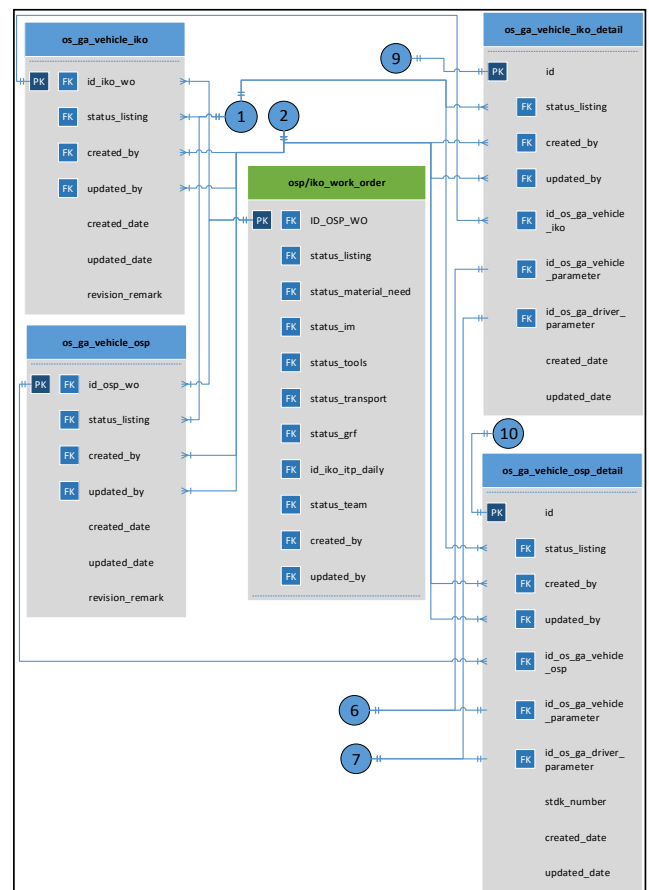 os_ga_vehicle_iko
PK FK id_iko_wo
FK status_listing
FK created_by
FK updated_by
created_date
updated_date
revision_remark
os_ga_vehicle_osp
PK FK id_osp_wo
FK status_listing
FK created_by
FK updated_by
created_date
updated_date
revision_remark
1
2
osp/iko_work_order
PK FK ID_OSP_WO
FK status_listing
FK status_material_need
FK status_im
FK status_tools
FK status_transport
FK status_grf
FK id_iko_itp_daily
FK status_team
FK created_by
FK updated_by
9
os_ga_vehicle_iko_detail
PK id
FK status_listing
FK created_by
FK updated_by
FK id_os_ga_vehicle
_iko
FK id_os_ga_vehicle
_parameter
FK id_os_ga_driver_
parameter
created_date
updated_date
10
os_ga_vehicle_osp_detail
PK id
FK status_listing
FK created_by
FK updated_by
FK id_os_ga_vehicle
_osp
FK id_os_ga_vehicle
_parameter
FK id_os_ga_driver_
parameter
stdk_number
created_date
updated_date
6
7